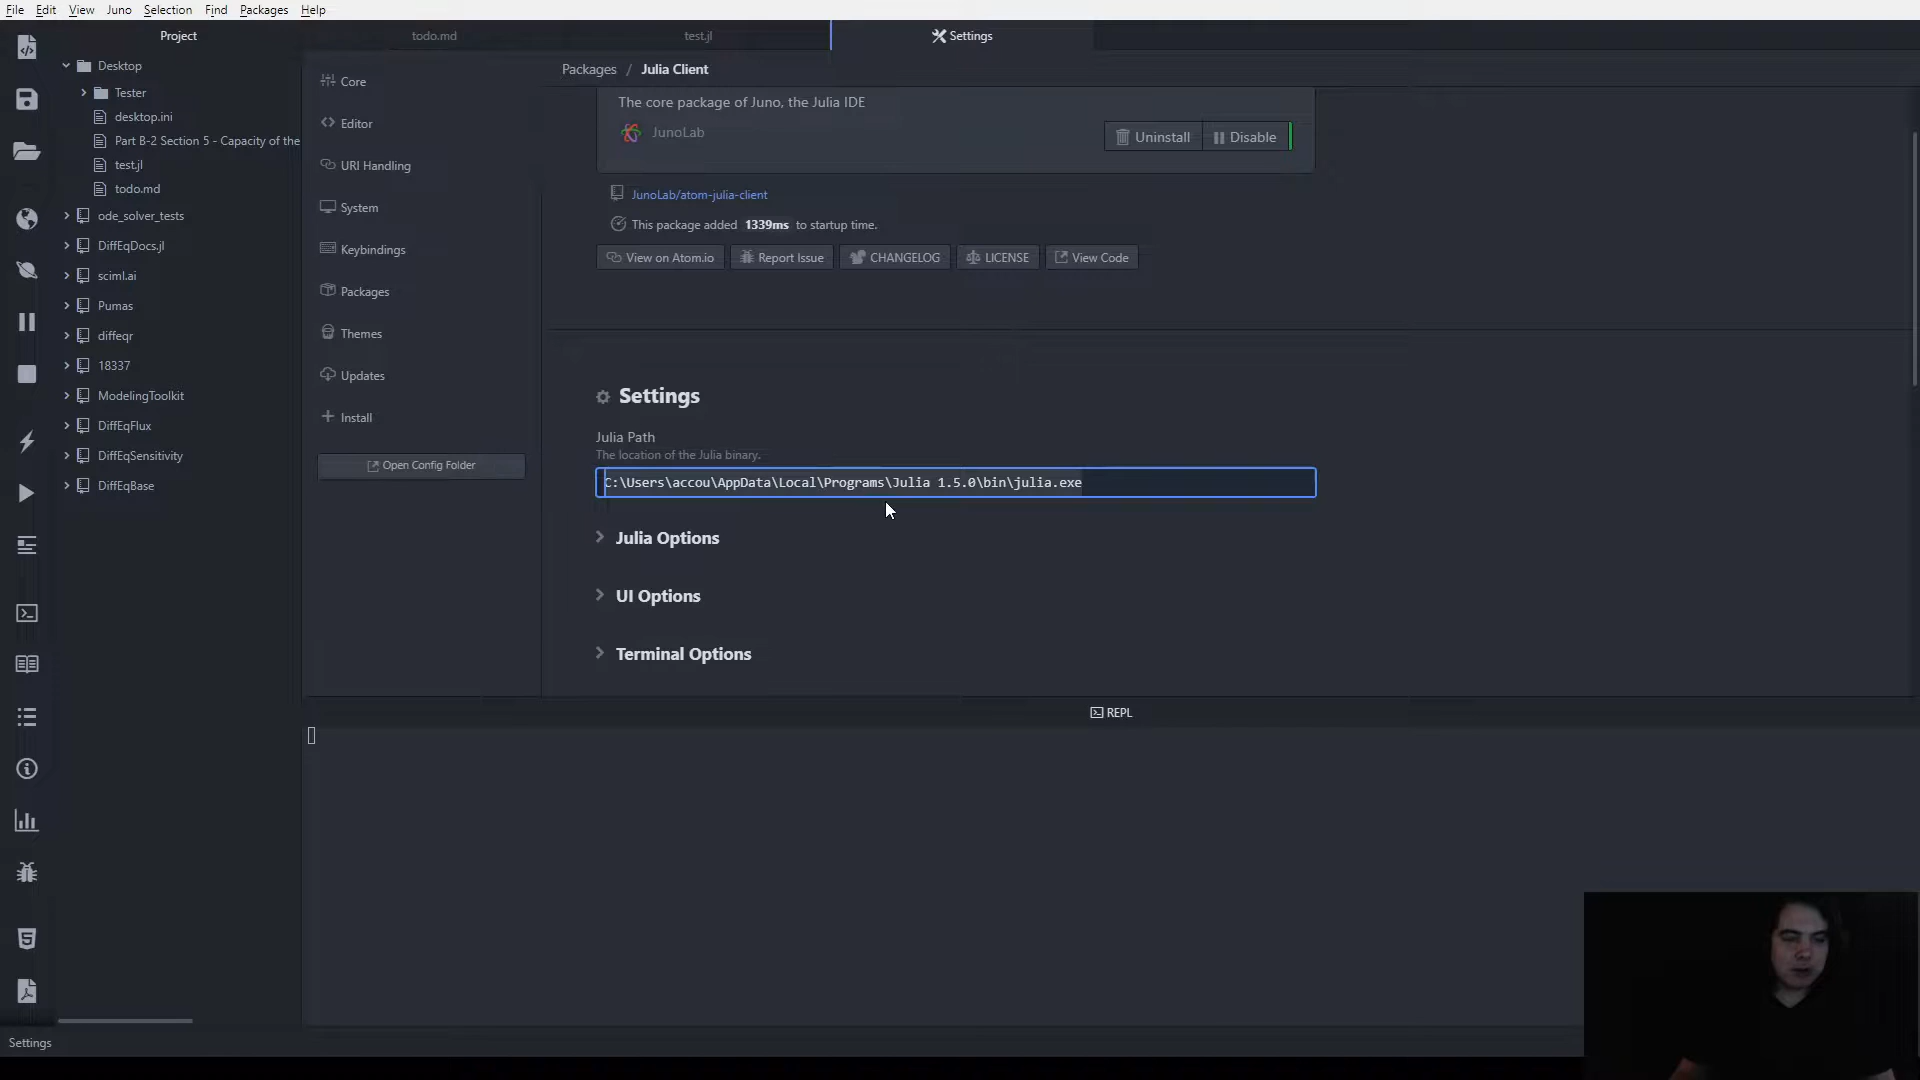 File Edit View Juno Selection Find Packages Help
Project
todo.md
test.jl
Settings
Desktop
Tester
desktop.ini
Part B-2 Section 5 - Capacity of the
test.jl
todo.md
ode_solver_tests
DiffEqDocs.jl
sciml.ai
Pumas
diffeqr
18337
ModelingToolkit
DiffEqFlux
DiffEqSensitivity
DiffEqBase
Core
Editor
URI Handling
System
Keybindings
Packages
Themes
Updates
Install
Open Config Folder
Packages / Julia Client
The core package of Juno, the Julia IDE
JunoLab
Uninstall
Disable
JunoLab/atom-julia-client
This package added 1339ms to startup time.
View on Atom.io
Report Issue
CHANGELOG
LICENSE
View Code
Settings
Julia Path
The location of the Julia binary.
C:\Users\accou\AppData\Local\Programs\Julia 1.5.0\bin\julia.exe
Julia Options
UI Options
Terminal Options
REPL
Settings